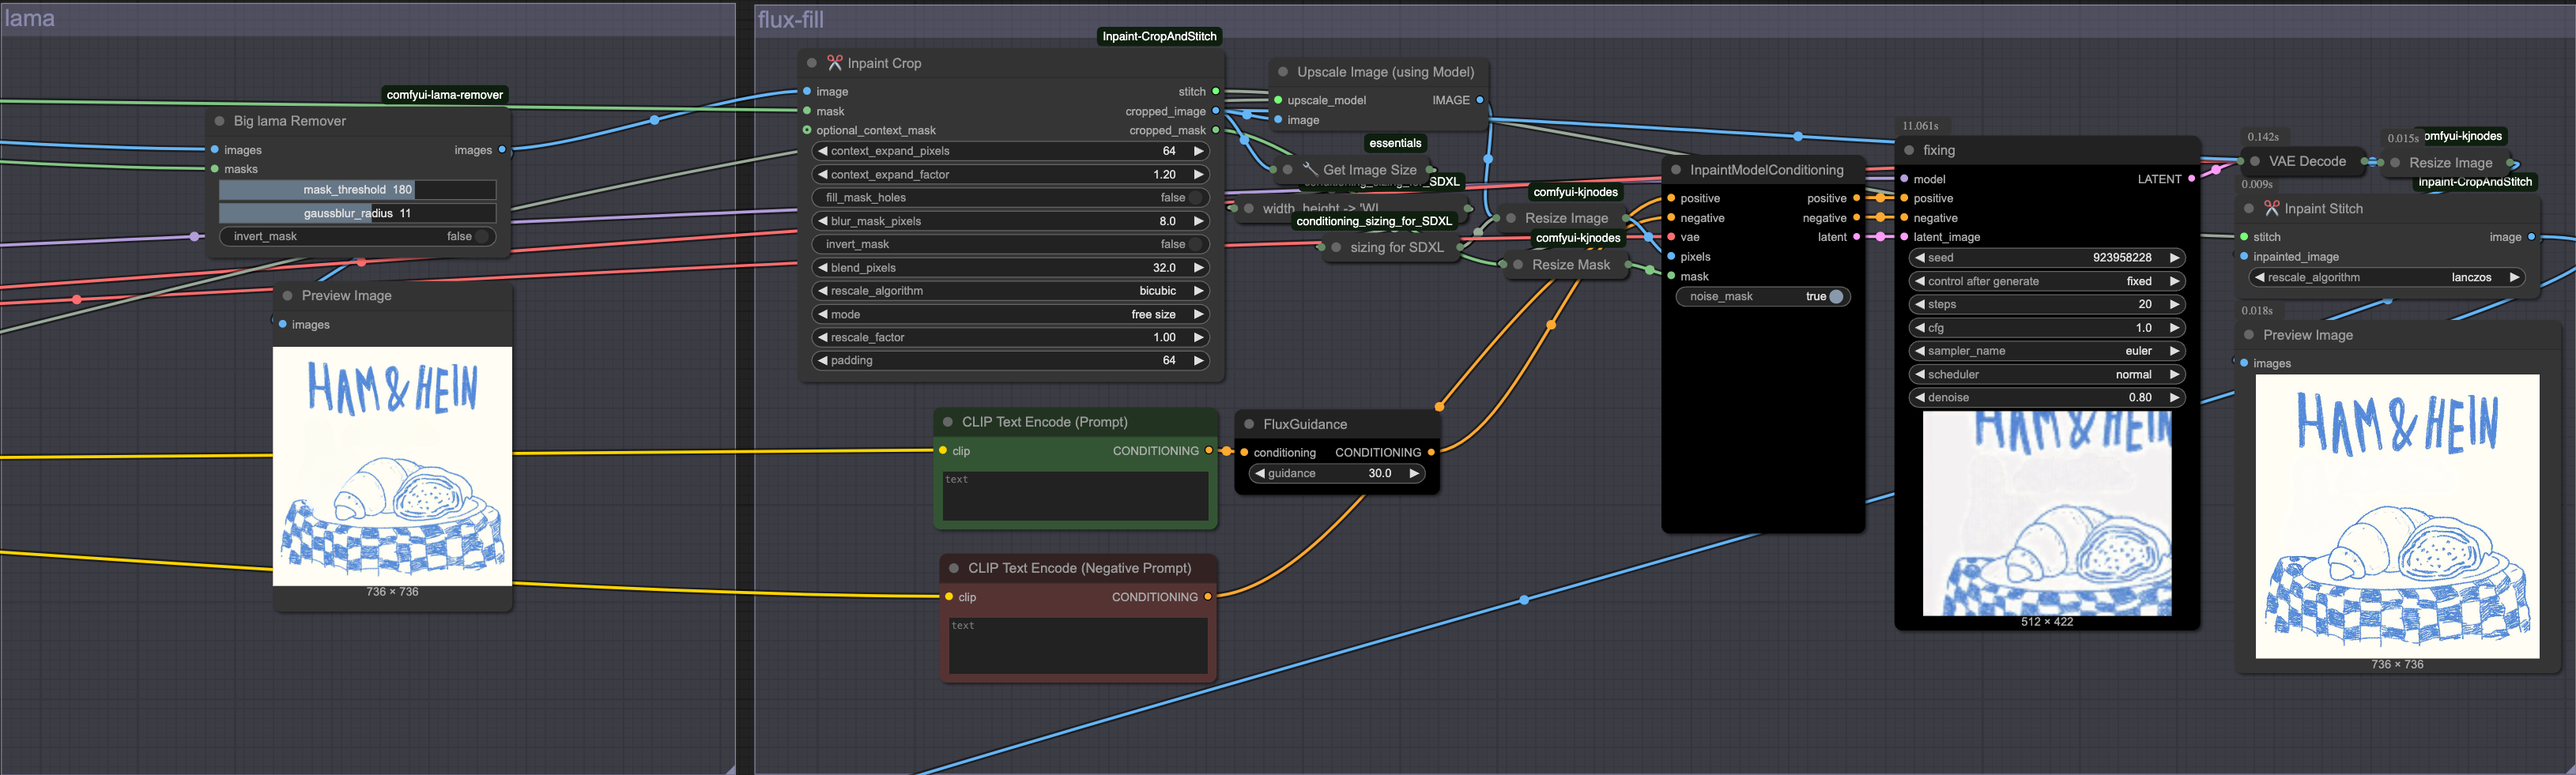 lama
comfyui-lama-remover
Big lama Remover
images images
masks
mask_threshold 180
gaussblur_radius 11
invert_mask false
Preview Image
images
HAM & HEIN
736 × 736
flux-fill
Inpaint-CropAndStitch
Inpaint Crop
image stitch
mask cropped_image
optional_context_mask cropped_mask
context_expand_pixels 64
context_expand_factor 1.20
fill_mask_holes false
blur_mask_pixels 8.0
invert_mask false
blend_pixels 32.0
rescale_algorithm bicubic
mode free size
rescale_factor 1.00
padding 64
Upscale Image (using Model)
upscale_model IMAGE
image
essentials
Get Image Size
conditioning_sizing_for_SDXL
width, height -> 'WI
conditioning_sizing_for_SDXL
sizing for SDXL
comfyui-kjnodes
Resize Image
comfyui-kjnodes
Resize Mask
CLIP Text Encode (Prompt)
clip CONDITIONING
text
FluxGuidance
conditioning CONDITIONING
guidance 30.0
CLIP Text Encode (Negative Prompt)
clip CONDITIONING
text
InpaintModelConditioning
positive positive
negative negative
vae latent
pixels
mask
noise_mask true
11.061s
fixing
model LATENT
positive
negative
latent_image
seed 923958228
control after generate fixed
steps 20
cfg 1.0
sampler_name euler
scheduler normal
denoise 0.80
HAM & HEIN
512 × 422
0.142s
VAE Decode
0.015s
omfyui-kjnodes
Resize Image
0.009s
Inpaint-CropAndStitch
Inpaint Stitch
stitch image
inpainted_image
rescale_algorithm lanczos
0.018s
Preview Image
images
HAM & HEIN
736 × 736